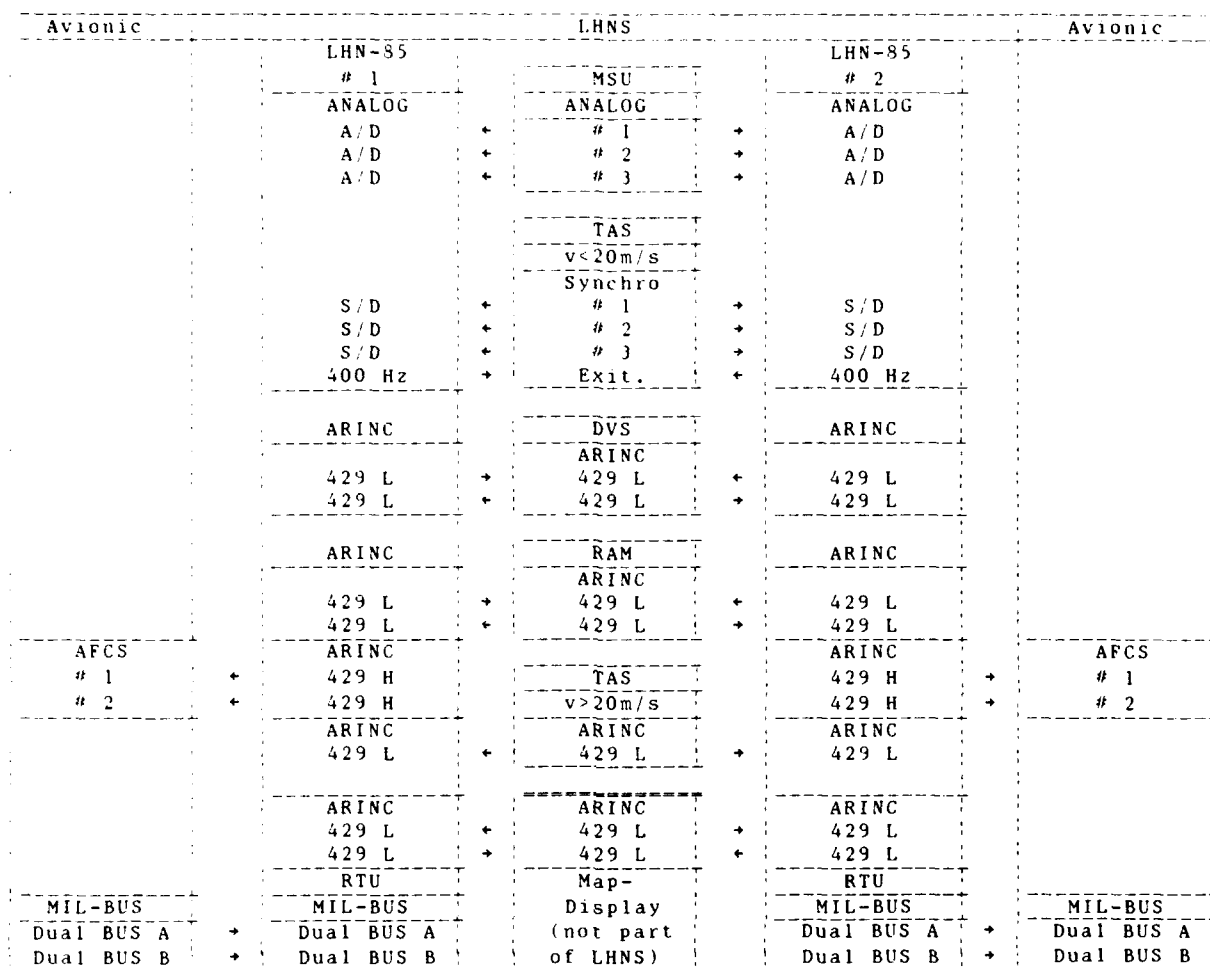 Avionic LHNS Avionic
LHN-85 LHN-85
# 1 MSU # 2
ANALOG ANALOG ANALOG
A/D ← # 1 → A/D
A/D ← # 2 → A/D
A/D ← # 3 → A/D
TAS
v<20m/s
Synchro
S/D ← # 1 → S/D
S/D ← # 2 → S/D
S/D ← # 3 → S/D
400 Hz → Exit. ← 400 Hz
ARINC DVS ARINC
ARINC
429 L → 429 L ← 429 L
429 L ← 429 L → 429 L
ARINC RAM ARINC
ARINC
429 L → 429 L ← 429 L
429 L ← 429 L → 429 L
AFCS ARINC ARINC AFCS
# 1 ← 429 H TAS 429 H → # 1
# 2 ← 429 H v>20m/s 429 H → # 2
ARINC ARINC ARINC
429 L ← 429 L → 429 L
ARINC ARINC ARINC
429 L ← 429 L → 429 L
429 L → 429 L ← 429 L
RTU Map- RTU
MIL-BUS MIL-BUS Display MIL-BUS MIL-BUS
Dual BUS A → Dual BUS A (not part Dual BUS A → Dual BUS A
Dual BUS B → Dual BUS B of LHNS) Dual BUS B → Dual BUS B